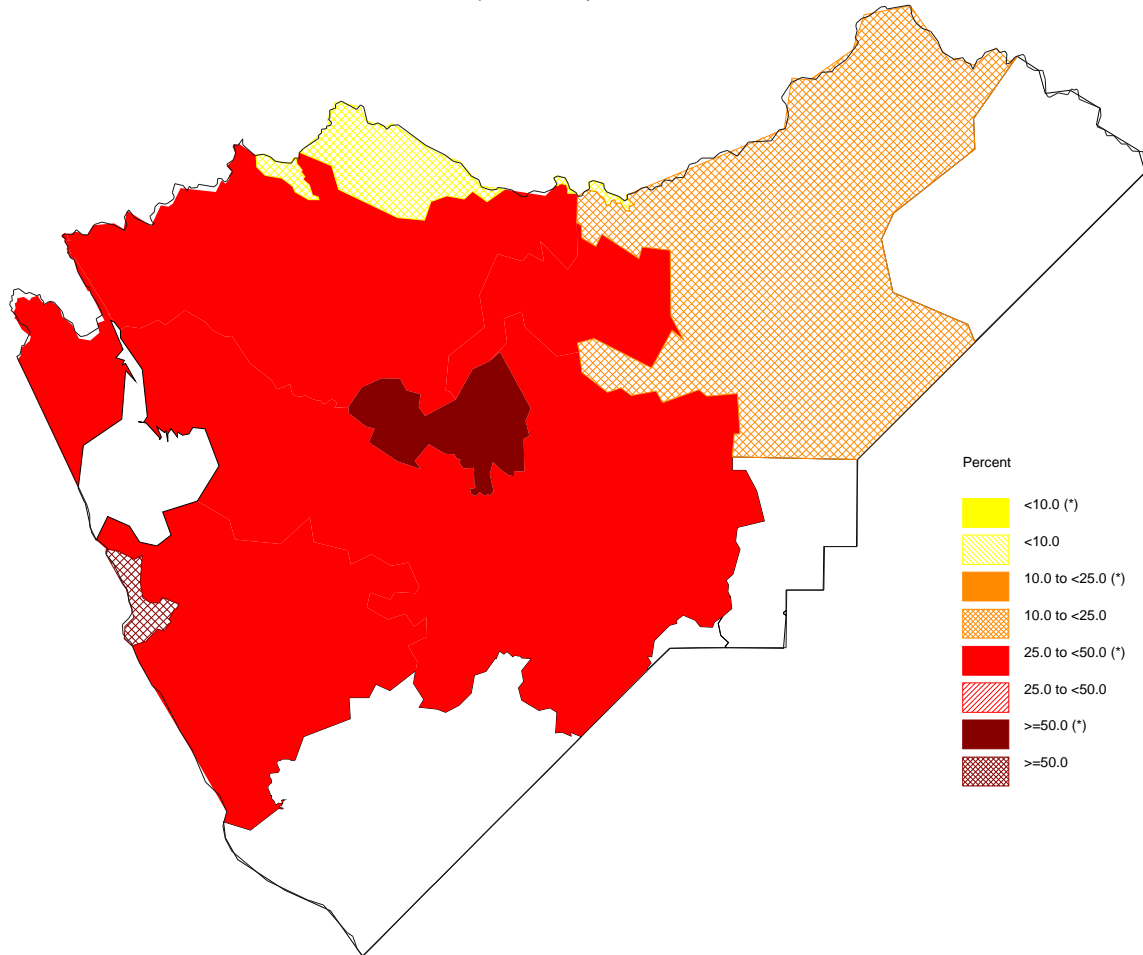 Percent
<10.0 (*)
<10.0
10.0 to <25.0 (*)
10.0 to <25.0
25.0 to <50.0 (*)
25.0 to <50.0
>=50.0 (*)
>=50.0